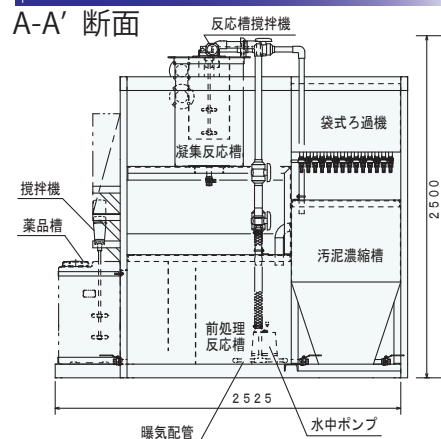 A-A’ 断面
反応槽撹拌機
袋式ろ過機
凝集反応槽
撹拌機
薬品槽
汚泥濃縮槽
前処理
反応槽
2500
2525
曝気配管
水中ポンプ